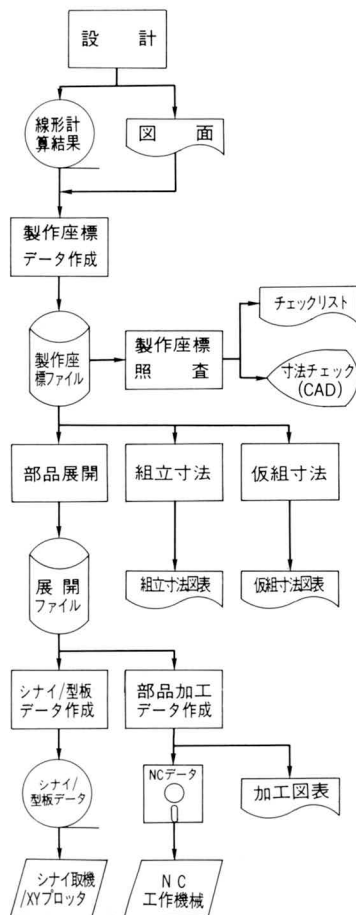 設計
線形計
算結果
図面
製作座標
データ作成
製作座
標ファイル
製作座標
照査
チェックリスト
寸法チェック
(CAD)
部品展開
組立寸法
仮組寸法
展開
ファイル
組立寸法図表
仮組寸法図表
シナイ/型板
データ作成
部品加工
データ作成
シナイ/
型板データ
NCデータ
加工図表
シナイ取機
/XYプロッタ
NC
工作機械